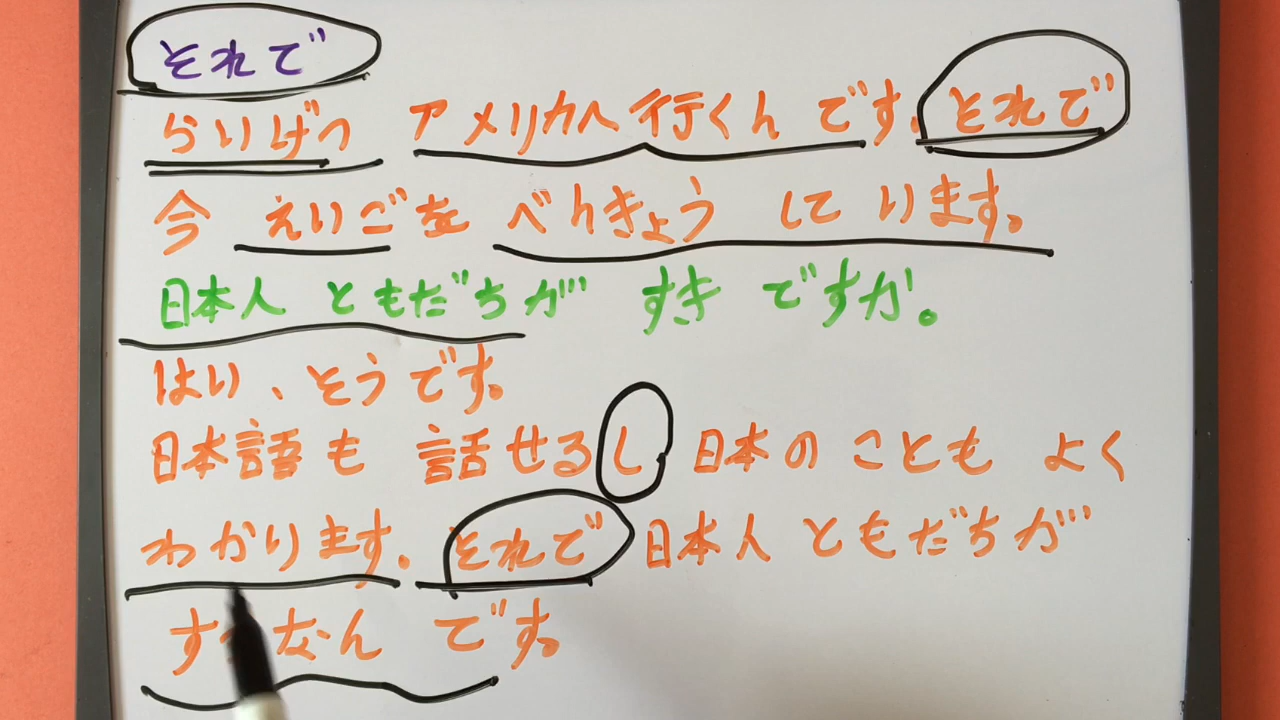 それで
らいげつ アメリカへ行くんです。それで
今 えいごを べんきょう して います。
日本人 ともだちが すき ですか。
はい、そうです。
日本語も 話せるし 日本の ことも よく
わかります。それで 日本人 ともだちが
なん です。